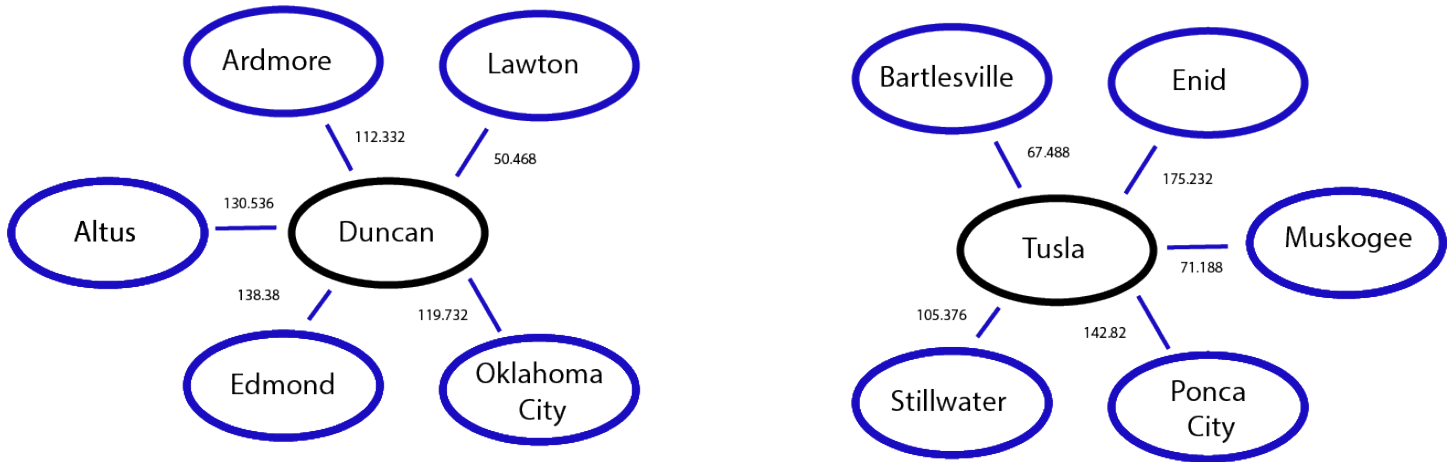 Ardmore
Lawton
112.332
50.468
Altus
130.536
Duncan
138.38
119.732
Edmond
Oklahoma
City
Bartlesville
Enid
67.488
175.232
Tusla
Muskogee
71.188
105.376
142.82
Stillwater
Ponca
City